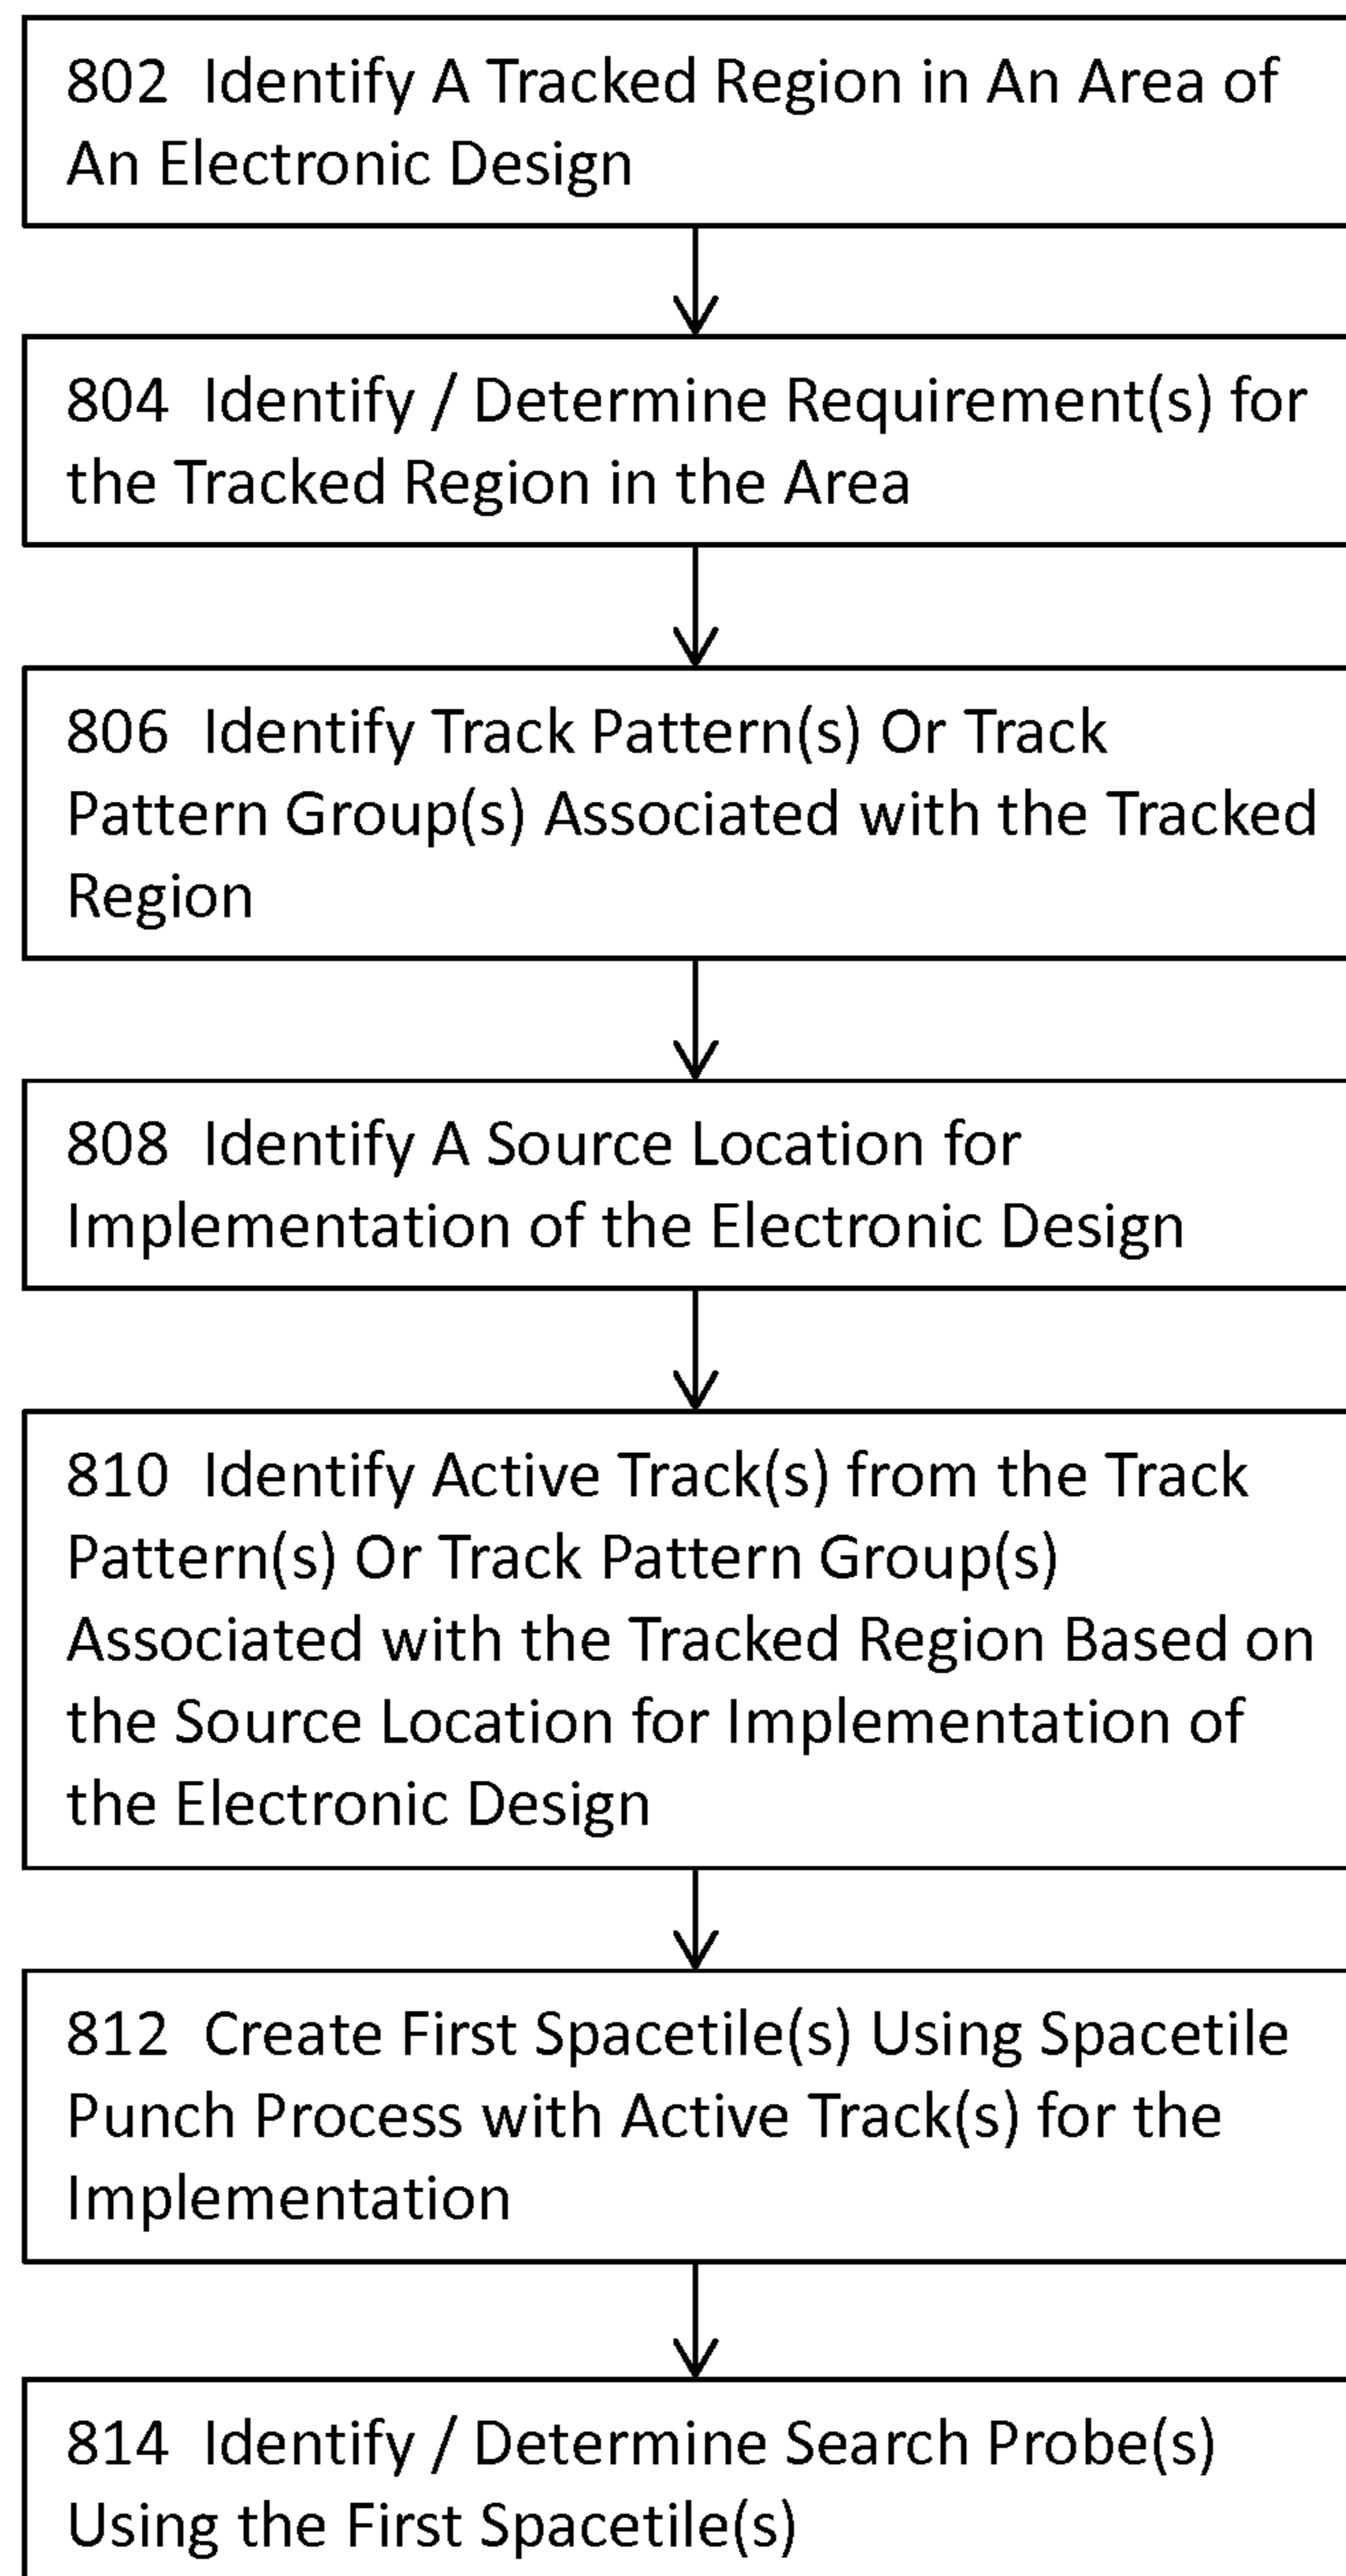 802 Identify A Tracked Region in An Area of
An Electronic Design
804 Identify / Determine Requirement(s) for
the Tracked Region in the Area
806 Identify Track Pattern(s) Or Track
Pattern Group(s) Associated with the Tracked
Region
808 Identify A Source Location for
Implementation of the Electronic Design
810 Identify Active Track(s) from the Track
Pattern(s) Or Track Pattern Group(s)
Associated with the Tracked Region Based on
the Source Location for Implementation of
the Electronic Design
812 Create First Spacetile(s) Using Spacetile
Punch Process with Active Track(s) for the
Implementation
814 Identify / Determine Search Probe(s)
Using the First Spacetile(s)